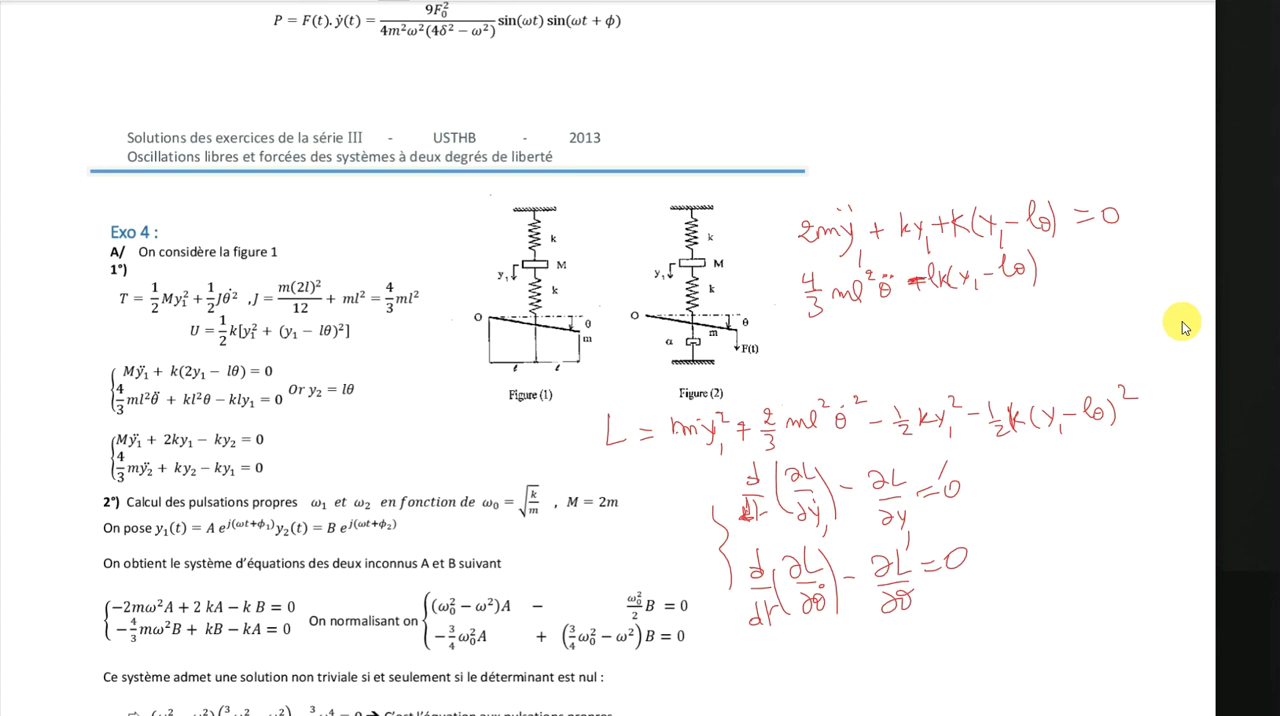 P = F(t). ẏ(t) = 9F₀² / 4m²ω²(4δ² − ω²) sin(ωt) sin(ωt + ϕ)
Solutions des exercices de la série III - USTHB - 2013
Oscillations libres et forcées des systèmes à deux degrés de liberté
Exo 4 :
A/ On considère la figure 1
1°)
T = 1/2 Mẏ₁² + 1/2 Jθ̇² , J = m(2l)²/12 + ml² = 4/3 ml²
U = 1/2 k[y₁² + (y₁ − lθ)²]
{ Mÿ₁ + k(2y₁ − lθ) = 0
4/3 ml²θ̈ + kl²θ − kly₁ = 0 Or y₂ = lθ
{ Mÿ₁ + 2ky₁ − ky₂ = 0
4/3 mÿ₂ + ky₂ − ky₁ = 0
k
M
y₁
k
O
θ
m
ℓ ℓ
Figure (1)
k
M
y₁
k
O
θ
m
α
F(t)
Figure (2)
2mÿ₁ + ky₁ + k(y₁ − lθ) = 0
4/3 ml²θ̈ − lk(y₁ − lθ)
L = mẏ₁² + 2/3 ml²θ̇² − 1/2 ky₁² − 1/2 k(y₁ − lθ)²
{ d/dt (∂L/∂ẏ₁) − ∂L/∂y₁ = 0
d/dt (∂L/∂θ̇) − ∂L/∂θ = 0
2°) Calcul des pulsations propres ω₁ et ω₂ en fonction de ω₀ = √(k/m) , M = 2m
On pose y₁(t) = A e^{j(ωt+ϕ₁)} y₂(t) = B e^{j(ωt+ϕ₂)}
On obtient le système d’équations des deux inconnus A et B suivant
{ −2mω²A + 2 kA − k B = 0
−4/3 mω²B + kB − kA = 0
On normalisant on
{ (ω₀² − ω²)A − ω₀²/2 B = 0
−3/4 ω₀²A + (3/4 ω₀² − ω²)B = 0
Ce système admet une solution non triviale si et seulement si le déterminant est nul :